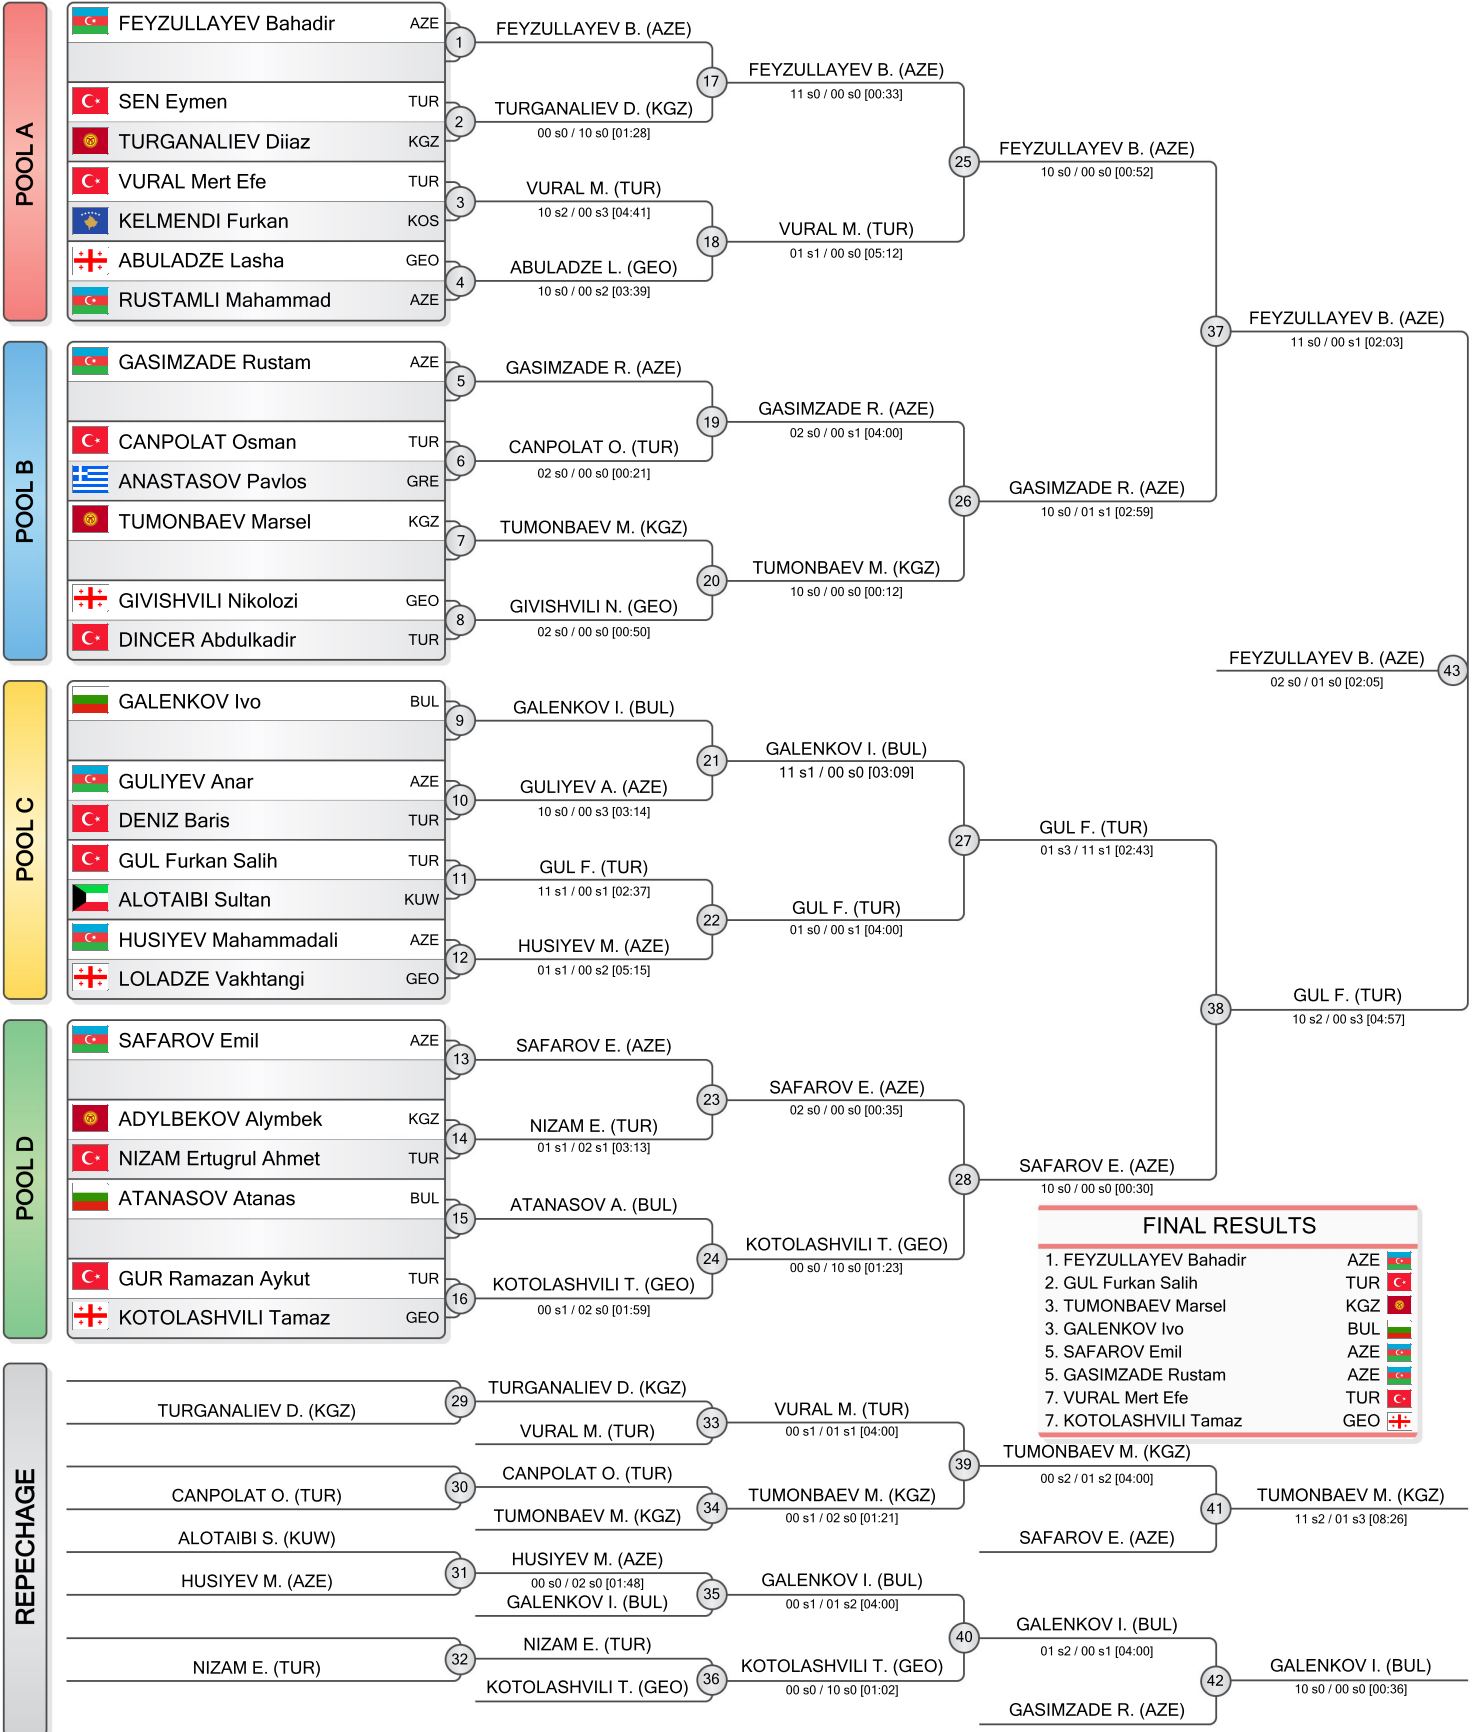 POOL A
FEYZULLAYEV Bahadir AZE
SEN Eymen TUR
TURGANALIEV Diiaz KGZ
VURAL Mert Efe TUR
KELMENDI Furkan KOS
ABULADZE Lasha GEO
RUSTAMLI Mahammad AZE
1
FEYZULLAYEV B. (AZE)
2
TURGANALIEV D. (KGZ)
00 s0 / 10 s0 [01:28]
3
VURAL M. (TUR)
10 s2 / 00 s3 [04:41]
4
ABULADZE L. (GEO)
10 s0 / 00 s2 [03:39]
17
FEYZULLAYEV B. (AZE)
11 s0 / 00 s0 [00:33]
18
VURAL M. (TUR)
01 s1 / 00 s0 [05:12]
25
FEYZULLAYEV B. (AZE)
10 s0 / 00 s0 [00:52]
POOL B
GASIMZADE Rustam AZE
CANPOLAT Osman TUR
ANASTASOV Pavlos GRE
TUMONBAEV Marsel KGZ
GIVISHVILI Nikolozi GEO
DINCER Abdulkadir TUR
5
GASIMZADE R. (AZE)
6
CANPOLAT O. (TUR)
02 s0 / 00 s0 [00:21]
7
TUMONBAEV M. (KGZ)
8
GIVISHVILI N. (GEO)
02 s0 / 00 s0 [00:50]
19
GASIMZADE R. (AZE)
02 s0 / 00 s1 [04:00]
20
TUMONBAEV M. (KGZ)
10 s0 / 00 s0 [00:12]
26
GASIMZADE R. (AZE)
10 s0 / 01 s1 [02:59]
37
FEYZULLAYEV B. (AZE)
11 s0 / 00 s1 [02:03]
FEYZULLAYEV B. (AZE)
02 s0 / 01 s0 [02:05]
43
POOL C
GALENKOV Ivo BUL
GULIYEV Anar AZE
DENIZ Baris TUR
GUL Furkan Salih TUR
ALOTAIBI Sultan KUW
HUSIYEV Mahammadali AZE
LOLADZE Vakhtangi GEO
9
GALENKOV I. (BUL)
10
GULIYEV A. (AZE)
10 s0 / 00 s3 [03:14]
11
GUL F. (TUR)
11 s1 / 00 s1 [02:37]
12
HUSIYEV M. (AZE)
01 s1 / 00 s2 [05:15]
21
GALENKOV I. (BUL)
11 s1 / 00 s0 [03:09]
22
GUL F. (TUR)
01 s0 / 00 s1 [04:00]
27
GUL F. (TUR)
01 s3 / 11 s1 [02:43]
POOL D
SAFAROV Emil AZE
ADYLBEKOV Alymbek KGZ
NIZAM Ertugrul Ahmet TUR
ATANASOV Atanas BUL
GUR Ramazan Aykut TUR
KOTOLASHVILI Tamaz GEO
13
SAFAROV E. (AZE)
14
NIZAM E. (TUR)
01 s1 / 02 s1 [03:13]
15
ATANASOV A. (BUL)
16
KOTOLASHVILI T. (GEO)
00 s1 / 02 s0 [01:59]
23
SAFAROV E. (AZE)
02 s0 / 00 s0 [00:35]
24
KOTOLASHVILI T. (GEO)
00 s0 / 10 s0 [01:23]
28
SAFAROV E. (AZE)
10 s0 / 00 s0 [00:30]
38
GUL F. (TUR)
10 s2 / 00 s3 [04:57]
FINAL RESULTS
1. FEYZULLAYEV Bahadir AZE
2. GUL Furkan Salih TUR
3. TUMONBAEV Marsel KGZ
3. GALENKOV Ivo BUL
5. SAFAROV Emil AZE
5. GASIMZADE Rustam AZE
7. VURAL Mert Efe TUR
7. KOTOLASHVILI Tamaz GEO
REPECHAGE
TURGANALIEV D. (KGZ)
CANPOLAT O. (TUR)
ALOTAIBI S. (KUW)
HUSIYEV M. (AZE)
NIZAM E. (TUR)
29
TURGANALIEV D. (KGZ)
VURAL M. (TUR)
30
CANPOLAT O. (TUR)
TUMONBAEV M. (KGZ)
31
HUSIYEV M. (AZE)
00 s0 / 02 s0 [01:48]
GALENKOV I. (BUL)
32
NIZAM E. (TUR)
KOTOLASHVILI T. (GEO)
33
VURAL M. (TUR)
00 s1 / 01 s1 [04:00]
34
TUMONBAEV M. (KGZ)
00 s1 / 02 s0 [01:21]
35
GALENKOV I. (BUL)
00 s1 / 01 s2 [04:00]
36
KOTOLASHVILI T. (GEO)
00 s0 / 10 s0 [01:02]
39
TUMONBAEV M. (KGZ)
00 s2 / 01 s2 [04:00]
SAFAROV E. (AZE)
40
GALENKOV I. (BUL)
01 s2 / 00 s1 [04:00]
GASIMZADE R. (AZE)
41
TUMONBAEV M. (KGZ)
11 s2 / 01 s3 [08:26]
42
GALENKOV I. (BUL)
10 s0 / 00 s0 [00:36]